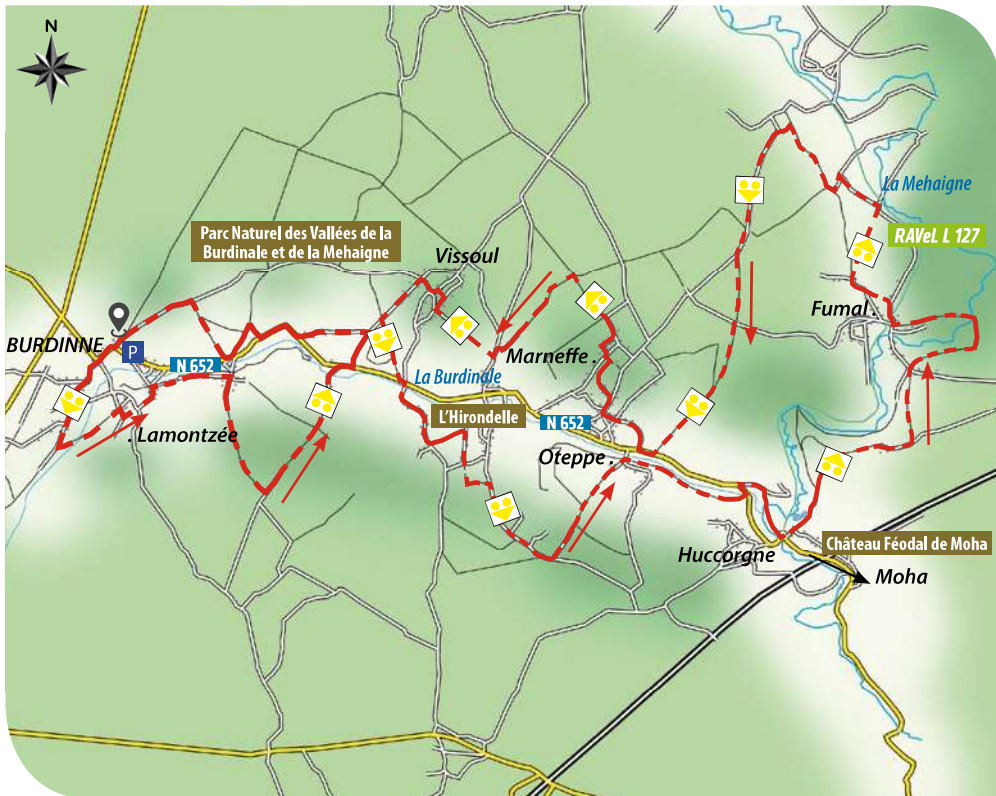 N
La Mehaigne
Parc Naturel des Vallées de la
Burdinale et de la Mehaigne
RAVeL L 127
Vissoul
Fumal .
BURDINNE
P
N 652
Marneffe .
La Burdinale
L'Hirondelle
N 652
. Lamontzée
Oteppe .
Huccorgne
Château Féodal de Moha
Moha